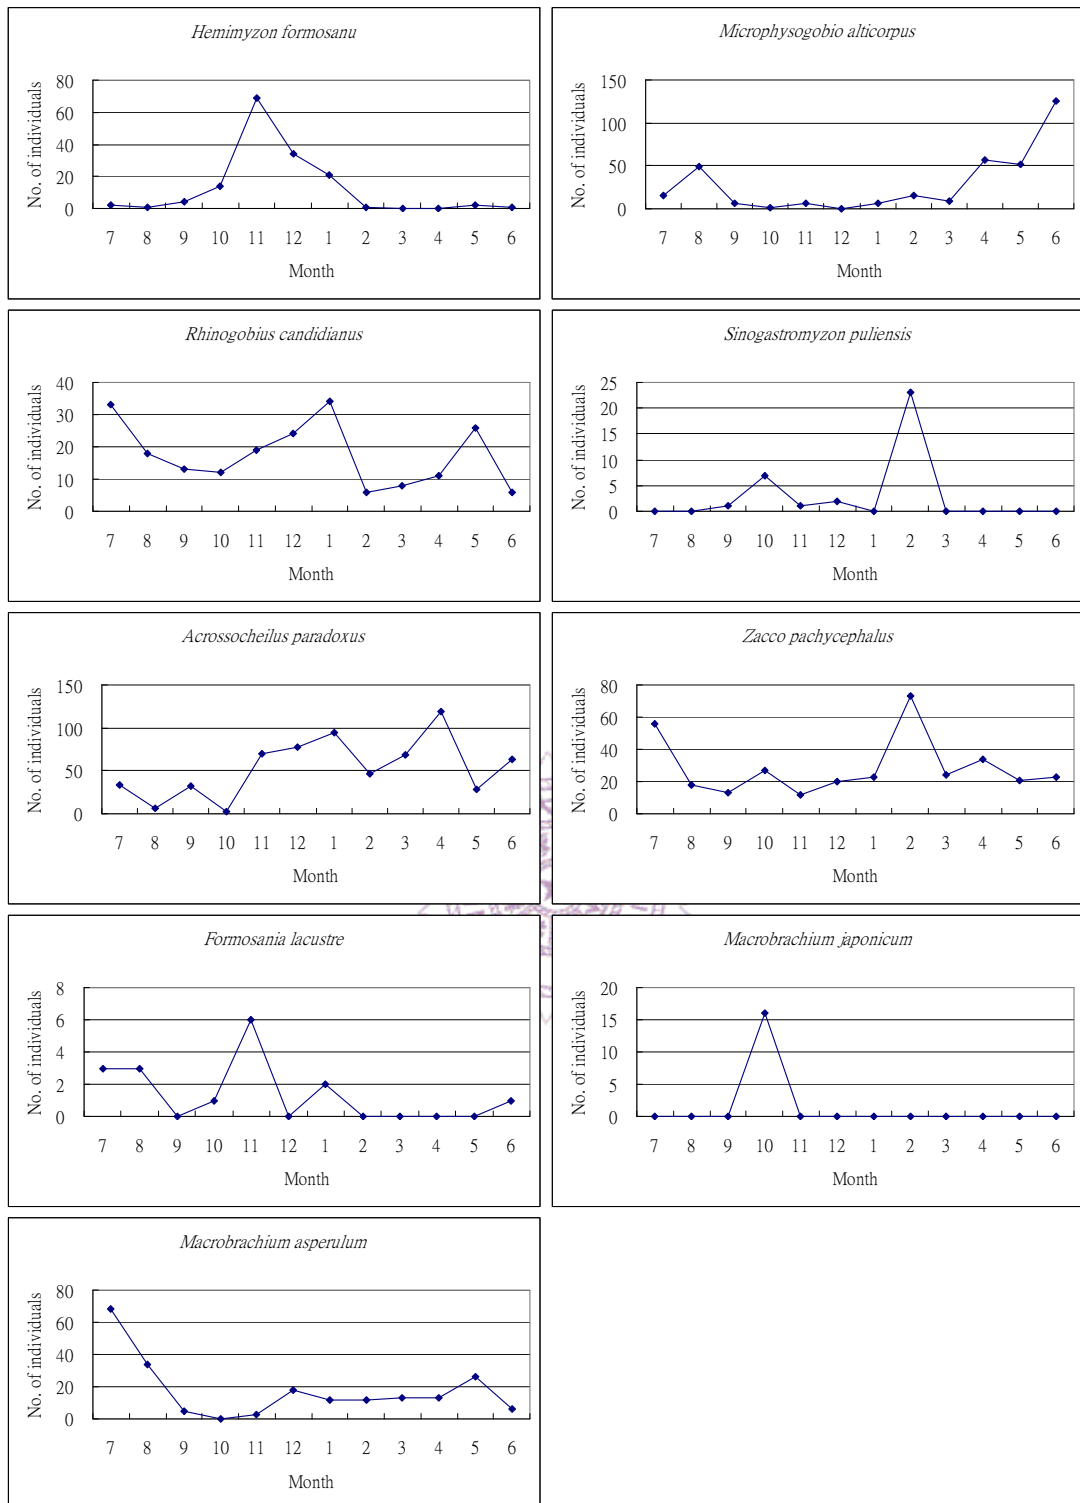 Hemimyzon formosanu
No. of individuals
80
60
40
20
0
7 8 9 10 11 12 1 2 3 4 5 6
Month
Microphysogobio alticorpus
No. of individuals
150
100
50
0
7 8 9 10 11 12 1 2 3 4 5 6
Month
Rhinogobius candidianus
No. of individuals
40
30
20
10
0
7 8 9 10 11 12 1 2 3 4 5 6
Month
Sinogastromyzon puliensis
No. of individuals
25
20
15
10
5
0
7 8 9 10 11 12 1 2 3 4 5 6
Month
Acrossocheilus paradoxus
No. of individuals
150
100
50
0
7 8 9 10 11 12 1 2 3 4 5 6
Month
Zacco pachycephalus
No. of individuals
80
60
40
20
0
7 8 9 10 11 12 1 2 3 4 5 6
Month
Formosania lacustre
No. of individuals
8
6
4
2
0
7 8 9 10 11 12 1 2 3 4 5 6
Month
Macrobrachium japonicum
No. of individuals
20
15
10
5
0
7 8 9 10 11 12 1 2 3 4 5 6
Month
Macrobrachium asperulum
No. of individuals
80
60
40
20
0
7 8 9 10 11 12 1 2 3 4 5 6
Month